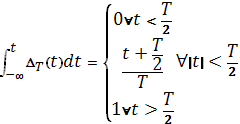 ∫_{-∞}^{t} Δ_T(t)dt = { 0∀t < T/2
(t + T/2)/T ∀|t| < T/2
1∀t > T/2